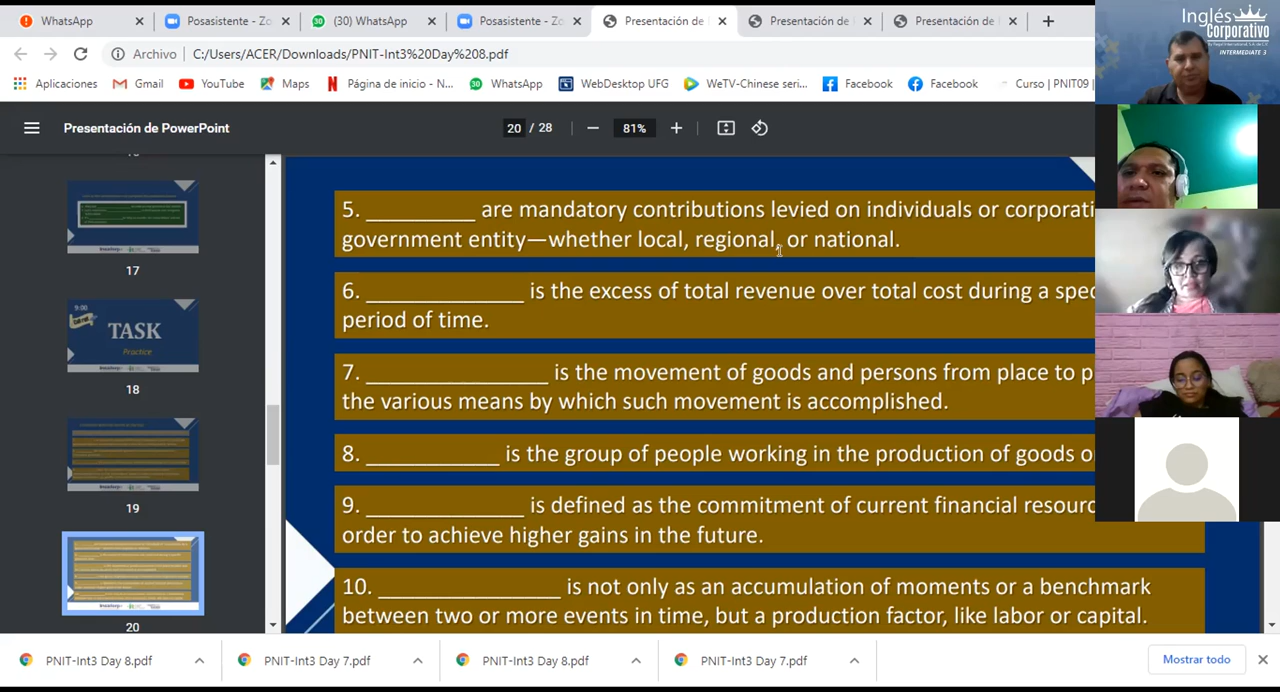 WhatsApp
Posasistente - Zo
(30) WhatsApp
Posasistente - Zo
Presentación de
Presentación de
Presentación de
Archivo C:/Users/ACER/Downloads/PNIT-Int3%20Day%208.pdf
Aplicaciones Gmail YouTube Maps Página de inicio - N... WhatsApp WebDesktop UFG WeTV-Chinese seri... Facebook Facebook Curso | PNIT09 |
Presentación de PowerPoint
20 / 28
81%
Inglés
Corporativo
INTERMEDIATE 3
17
9:00
TASK
Practice
18
19
20
5. __________ are mandatory contributions levied on individuals or corporati
government entity—whether local, regional, or national.
6. ______________ is the excess of total revenue over total cost during a spec
period of time.
7. ________________ is the movement of goods and persons from place to p
the various means by which such movement is accomplished.
8. ____________ is the group of people working in the production of goods o
9. ______________ is defined as the commitment of current financial resourc
order to achieve higher gains in the future.
10. ________________ is not only as an accumulation of moments or a benchmark
between two or more events in time, but a production factor, like labor or capital.
PNIT-Int3 Day 8.pdf
PNIT-Int3 Day 7.pdf
PNIT-Int3 Day 8.pdf
PNIT-Int3 Day 7.pdf
Mostrar todo